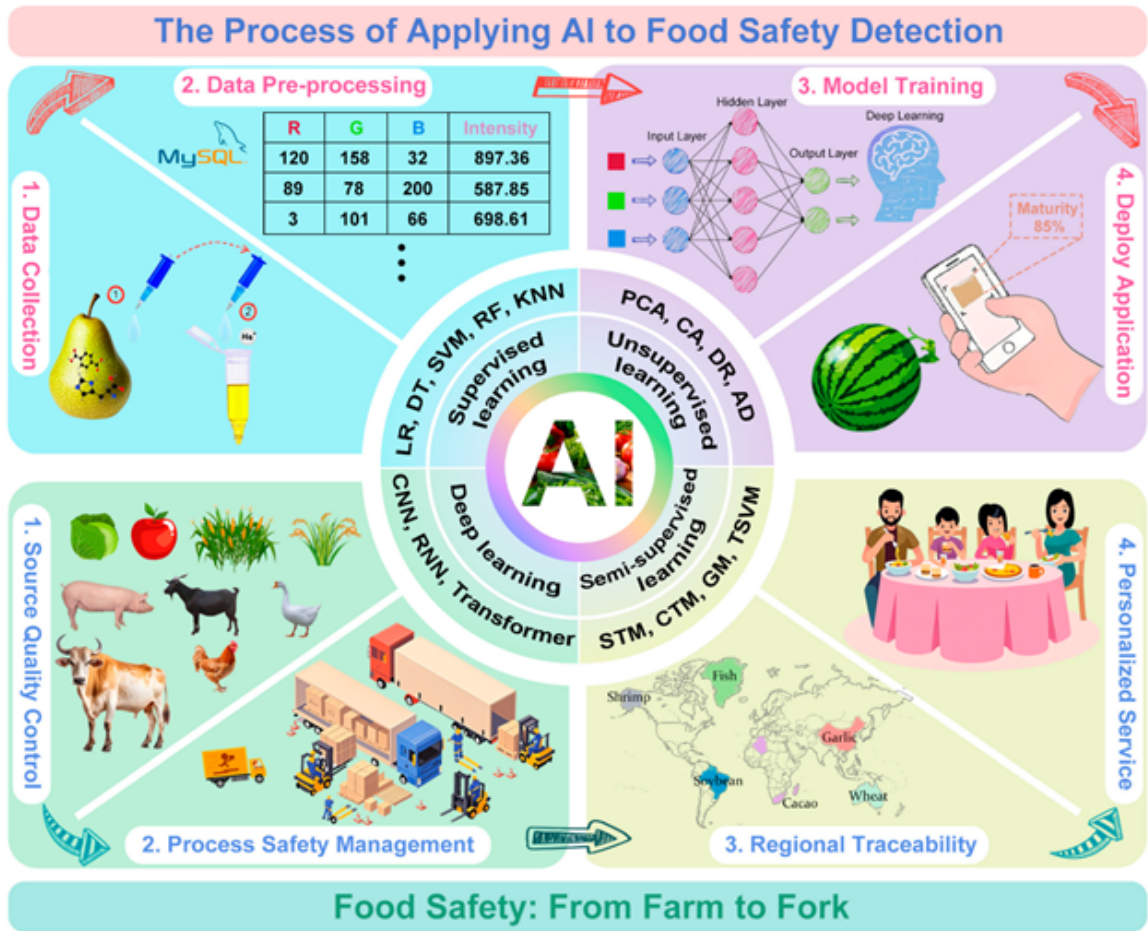 The Process of Applying AI to Food Safety Detection
2. Data Pre-processing
3. Model Training
1. Data Collection
MySQL
R G B Intensity
120 158 32 897.36
89 78 200 587.85
3 101 66 698.61
1
2
Input Layer
Hidden Layer
Output Layer
Deep Learning
4. Deploy Application
Maturity
85%
LR, DT, SVM, RF, KNN
Supervised
learning
PCA, CA, DR, AD
Unsupervised
learning
AI
CNN, RNN, Transformer
Deep learning
Semi-supervised
learning
STM, CTM, GM, TSVM
1. Source Quality Control
2. Process Safety Management
Shrimp
Fish
Garlic
Soybean
Cacao
Wheat
3. Regional Traceability
4. Personalized Service
Food Safety: From Farm to Fork